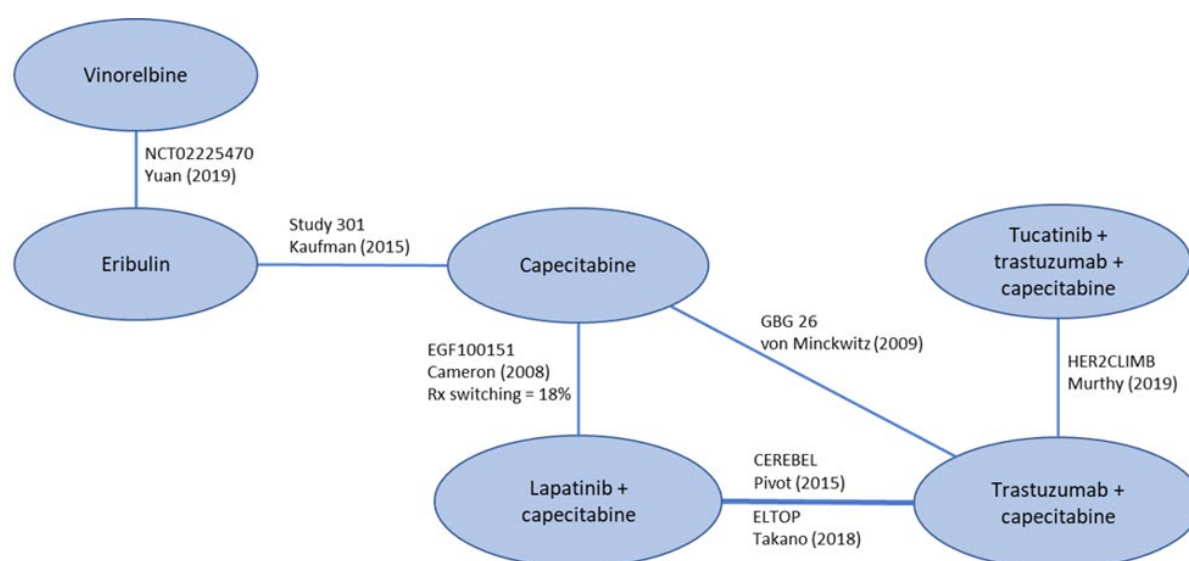 Vinorelbine
NCT02225470
Yuan (2019)
Eribulin
Study 301
Kaufman (2015)
Capecitabine
Tucatinib +
trastuzumab +
capecitabine
EGF100151
Cameron (2008)
Rx switching = 18%
GBG 26
von Minckwitz (2009)
HER2CLIMB
Murthy (2019)
Lapatinib +
capecitabine
CEREBEL
Pivot (2015)
ELTOP
Takano (2018)
Trastuzumab +
capecitabine